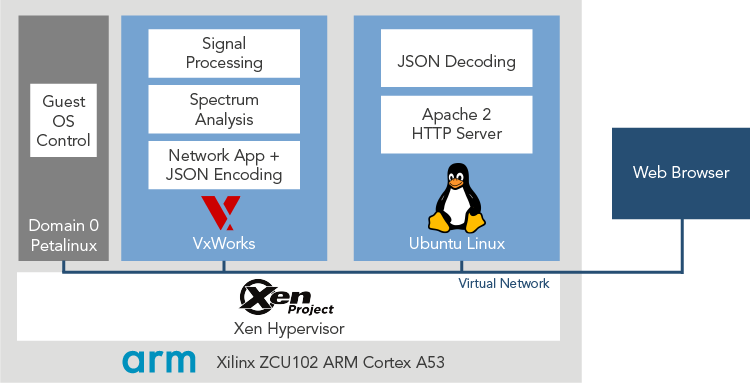 Guest
OS
Control
Domain 0
Petalinux
Signal
Processing
Spectrum
Analysis
Network App +
JSON Encoding
VxWorks
JSON Decoding
Apache 2
HTTP Server
Ubuntu Linux
Web Browser
Virtual Network
Xen
Project
Xen Hypervisor
arm
Xilinx ZCU102 ARM Cortex A53